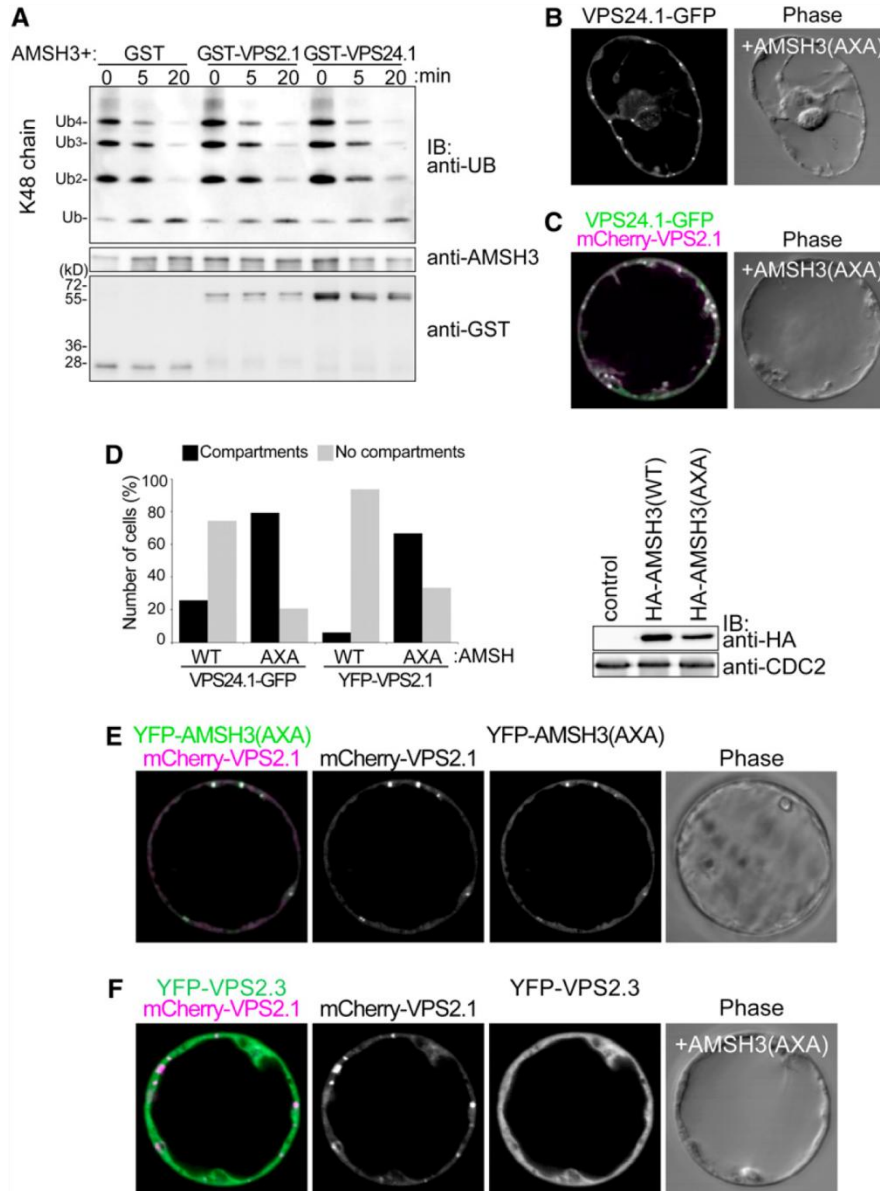 A
AMSH3+: GST GST-VPS2.1 GST-VPS24.1
0 5 20 0 5 20 0 5 20 :min
K48 chain
Ub4-
Ub3-
Ub2-
Ub-
IB:
anti-UB
anti-AMSH3
(kD)
72-
55-
36-
28-
anti-GST
B
VPS24.1-GFP Phase
+AMSH3(AXA)
C
VPS24.1-GFP
mCherry-VPS2.1 Phase
+AMSH3(AXA)
D
Compartments No compartments
Number of cells (%)
100
80
60
40
20
0
WT AXA WT AXA :AMSH
VPS24.1-GFP YFP-VPS2.1
control
HA-AMSH3(WT)
HA-AMSH3(AXA)
IB:
anti-HA
anti-CDC2
E
YFP-AMSH3(AXA)
mCherry-VPS2.1 mCherry-VPS2.1 YFP-AMSH3(AXA) Phase
F
YFP-VPS2.3
mCherry-VPS2.1 mCherry-VPS2.1 YFP-VPS2.3 Phase
+AMSH3(AXA)